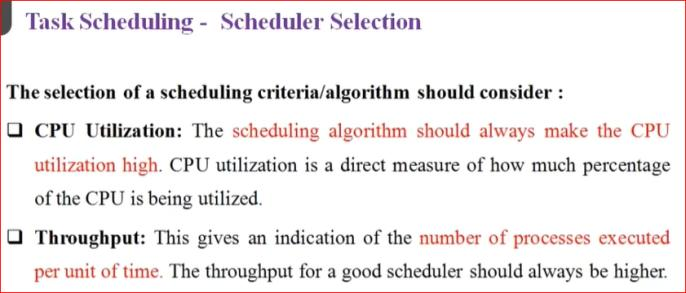 Task Scheduling - Scheduler Selection
The selection of a scheduling criteria/algorithm should consider :
❑ CPU Utilization: The scheduling algorithm should always make the CPU
utilization high. CPU utilization is a direct measure of how much percentage
of the CPU is being utilized.
❑ Throughput: This gives an indication of the number of processes executed
per unit of time. The throughput for a good scheduler should always be higher.